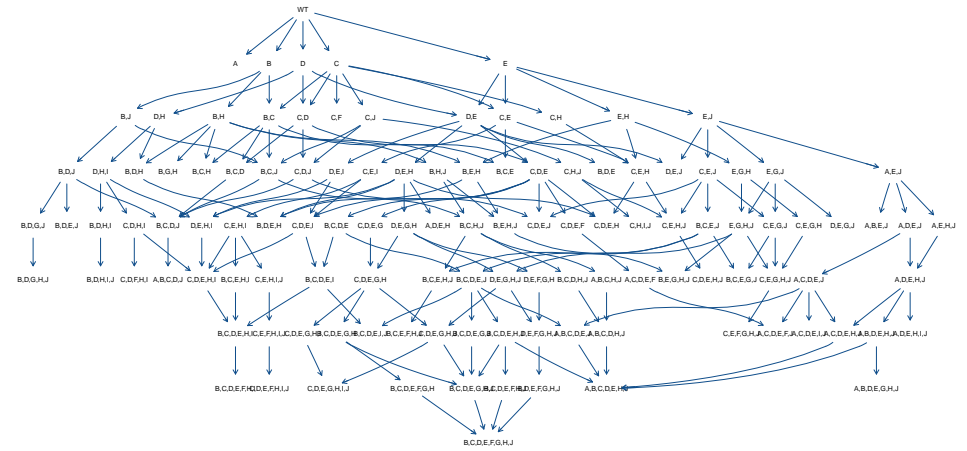 WT
A B D C E
B,J D,H B,H B,C C,D C,F C,J D,E C,E C,H E,H E,J
B,D,J D,H,I B,D,H B,G,H B,C,H B,C,D B,C,J C,D,J D,E,I C,E,I D,E,H B,H,J B,E,H B,C,E C,D,E C,H,J B,D,E C,E,H D,E,J C,E,J E,G,H E,G,J A,E,J
B,D,G,J B,D,E,J B,D,H,I C,D,H,I B,C,D,J D,E,H,I C,E,H,I B,D,E,H C,D,E,I B,C,D,E C,D,E,G D,E,G,H A,D,E,H B,C,H,J B,E,H,J C,D,E,J C,D,E,F C,D,E,H C,H,I,J C,E,H,J B,C,E,J E,G,H,J C,E,G,J C,E,G,H D,E,G,J A,B,E,J A,D,E,J A,E,H,J
B,D,G,H,J B,D,H,I,J C,D,F,H,I A,B,C,D,J C,D,E,H,I B,C,E,H,I C,E,H,I,J B,C,D,E,I C,D,E,G,H B,C,E,H,J B,C,D,E,J D,E,G,H,J D,E,F,G,H B,C,D,H,J A,B,C,H,J A,C,D,E,F B,E,G,H,J C,D,E,H,J B,C,E,G,J C,E,G,H,J A,C,D,E,J A,D,E,H,J
A,D,E,H,I,J
B,C,D,E,F,G,H A,B,D,E,G,H,J
B,C,D,E,F,G,H,J